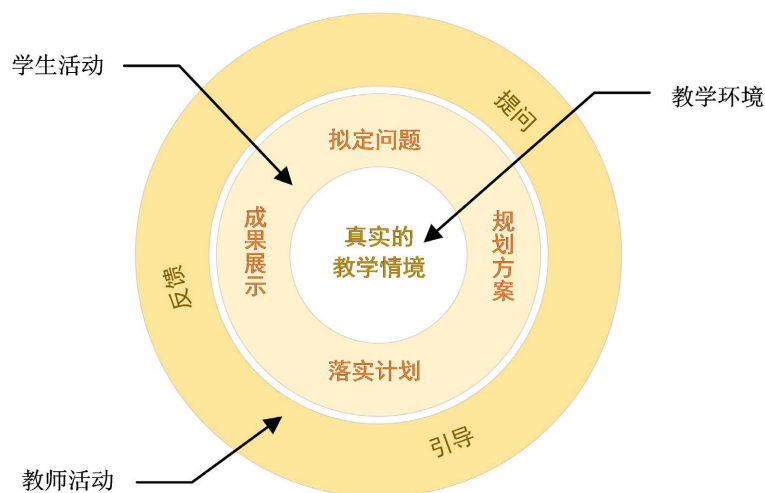 学生活动
教学环境
提问
拟定问题
成果展示
规划方案
真实的
教学情境
反馈
落实计划
引导
教师活动